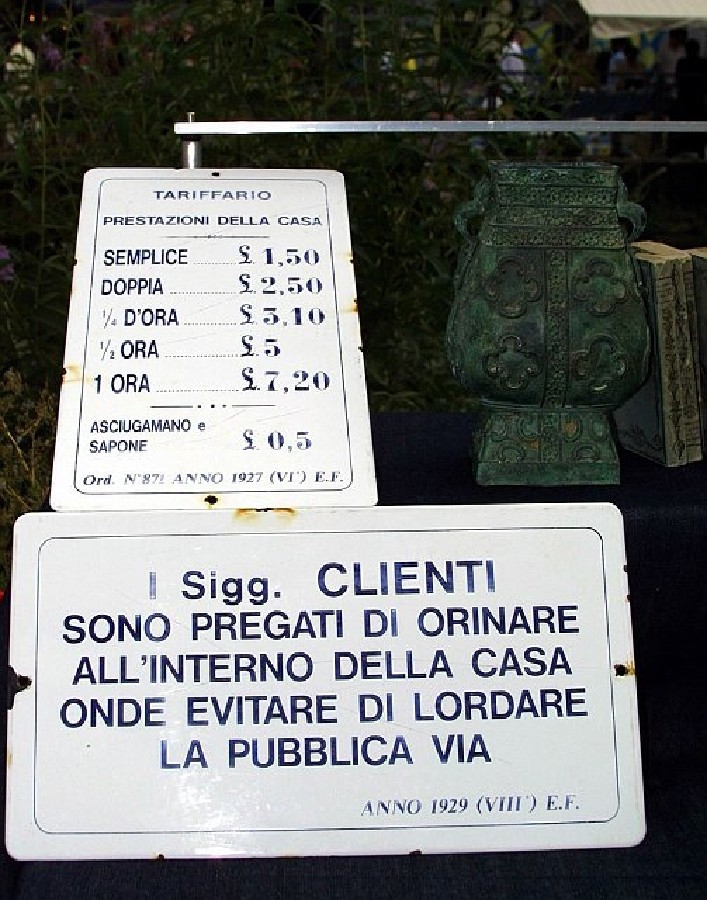 TARIFFARIO
PRESTAZIONI DELLA CASA
SEMPLICE £ 1,50
DOPPIA £ 2,50
¼ D'ORA £ 3,10
½ ORA £ 5
1 ORA £ 7,20
ASCIUGAMANO e
SAPONE £ 0,5
Ord. N°871 ANNO 1927 (VI°) E.F.
I Sigg. CLIENTI
SONO PREGATI DI ORINARE
ALL'INTERNO DELLA CASA
ONDE EVITARE DI LORDARE
LA PUBBLICA VIA
ANNO 1929 (VIII°) E.F.